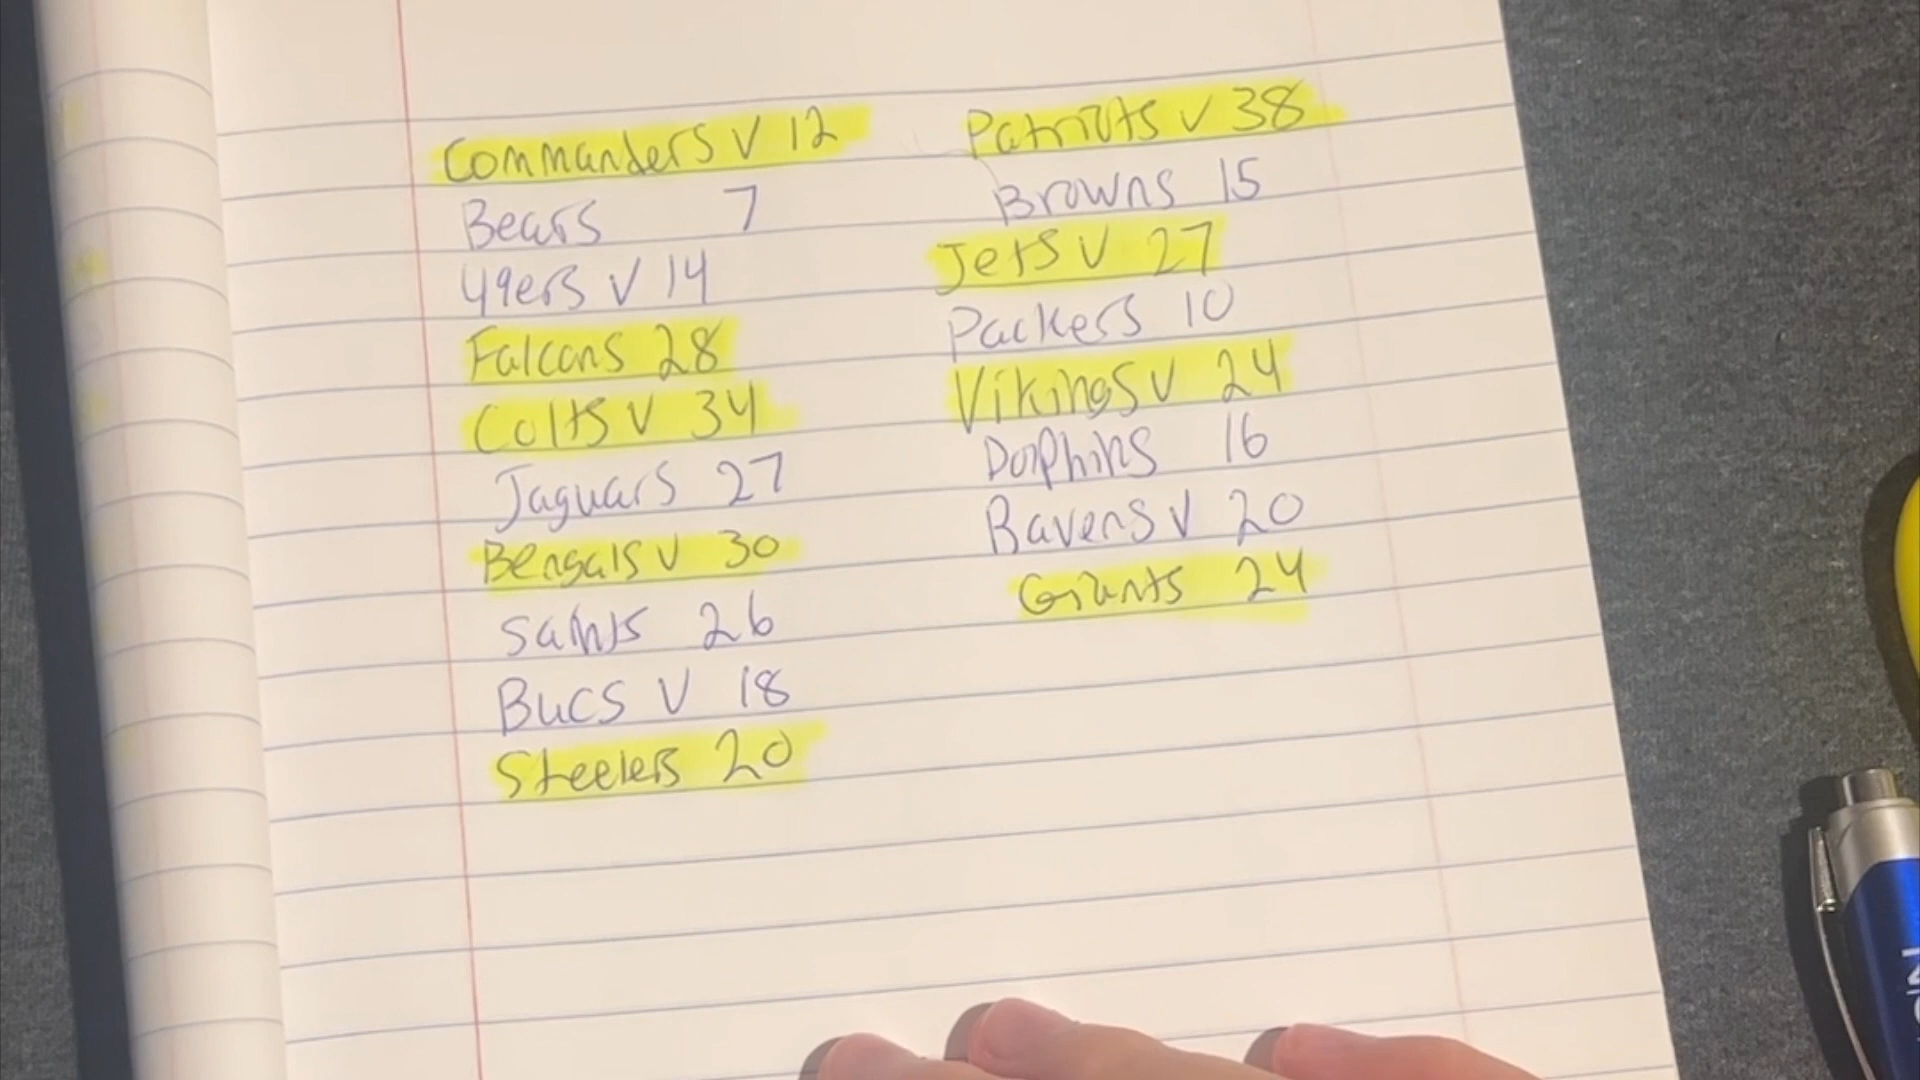 Commanders v 12
Bears 7
49ers v 14
Falcons 28
Colts v 34
Jaguars 27
Bengals v 30
Saints 26
Bucs v 18
Steelers 20
Patriots v 38
Browns 15
Jets v 27
Packers 10
Vikings v 24
Dolphins 16
Ravens v 20
Giants 24